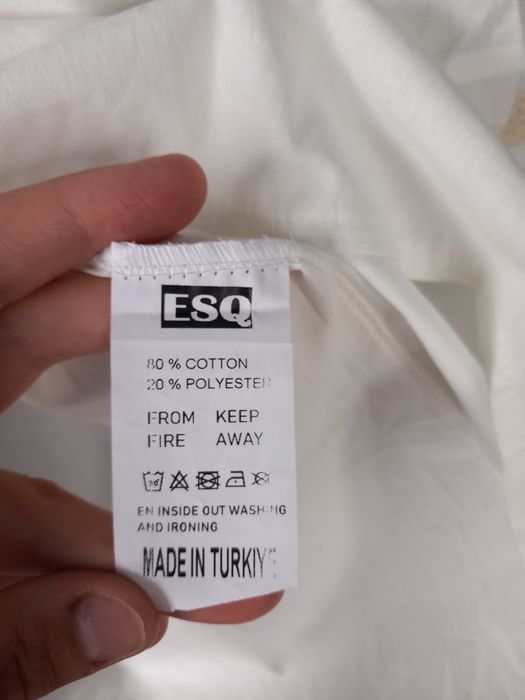 ESQ
80 % COTTON
20 % POLYESTER
FROM KEEP
FIRE AWAY
30
EN INSIDE OUT WASHING
AND IRONING
MADE IN TURKIYE